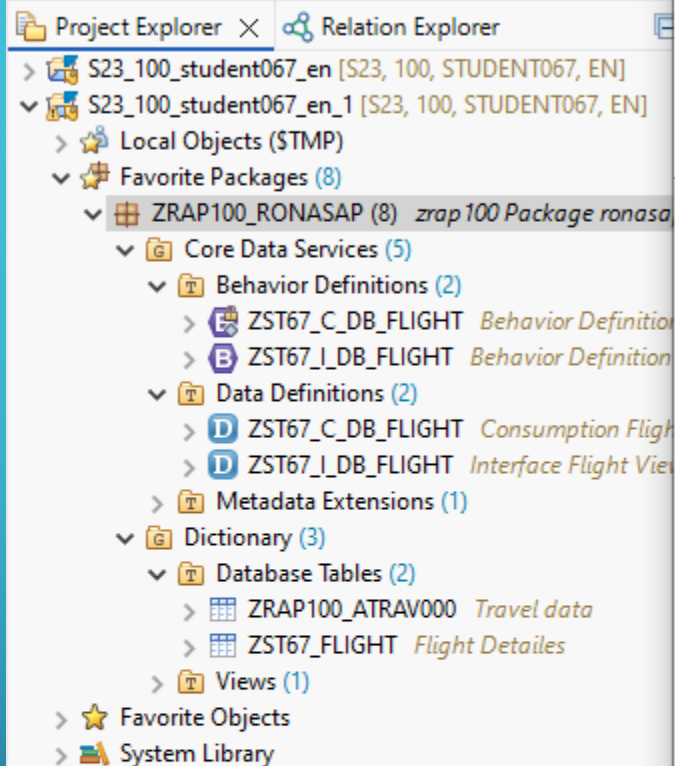 Project Explorer Relation Explorer
S23_100_student067_en [S23, 100, STUDENT067, EN]
S23_100_student067_en_1 [S23, 100, STUDENT067, EN]
Local Objects ($TMP)
Favorite Packages (8)
ZRAP100_RONASAP (8) zrap100 Package ronasa
G Core Data Services (5)
T Behavior Definitions (2)
ZST67_C_DB_FLIGHT Behavior Definitio
B ZST67_I_DB_FLIGHT Behavior Definition
T Data Definitions (2)
D ZST67_C_DB_FLIGHT Consumption Fligh
D ZST67_I_DB_FLIGHT Interface Flight Vie
T Metadata Extensions (1)
G Dictionary (3)
T Database Tables (2)
ZRAP100_ATRAV000 Travel data
ZST67_FLIGHT Flight Detailes
T Views (1)
Favorite Objects
System Library